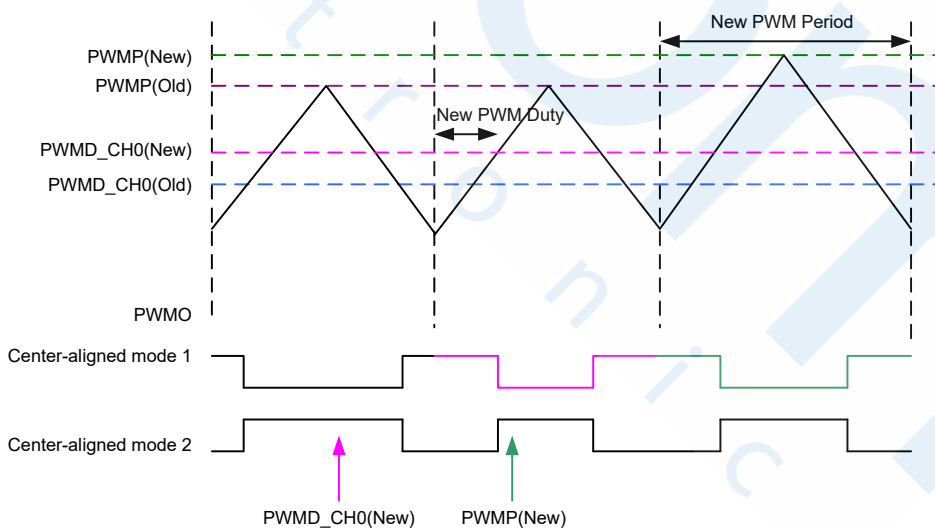 New PWM Period
PWMP(New)
PWMP(Old)
New PWM Duty
PWMD_CH0(New)
PWMD_CH0(Old)
PWMO
Center-aligned mode 1
Center-aligned mode 2
PWMD_CH0(New)
PWMP(New)
t r o n i c